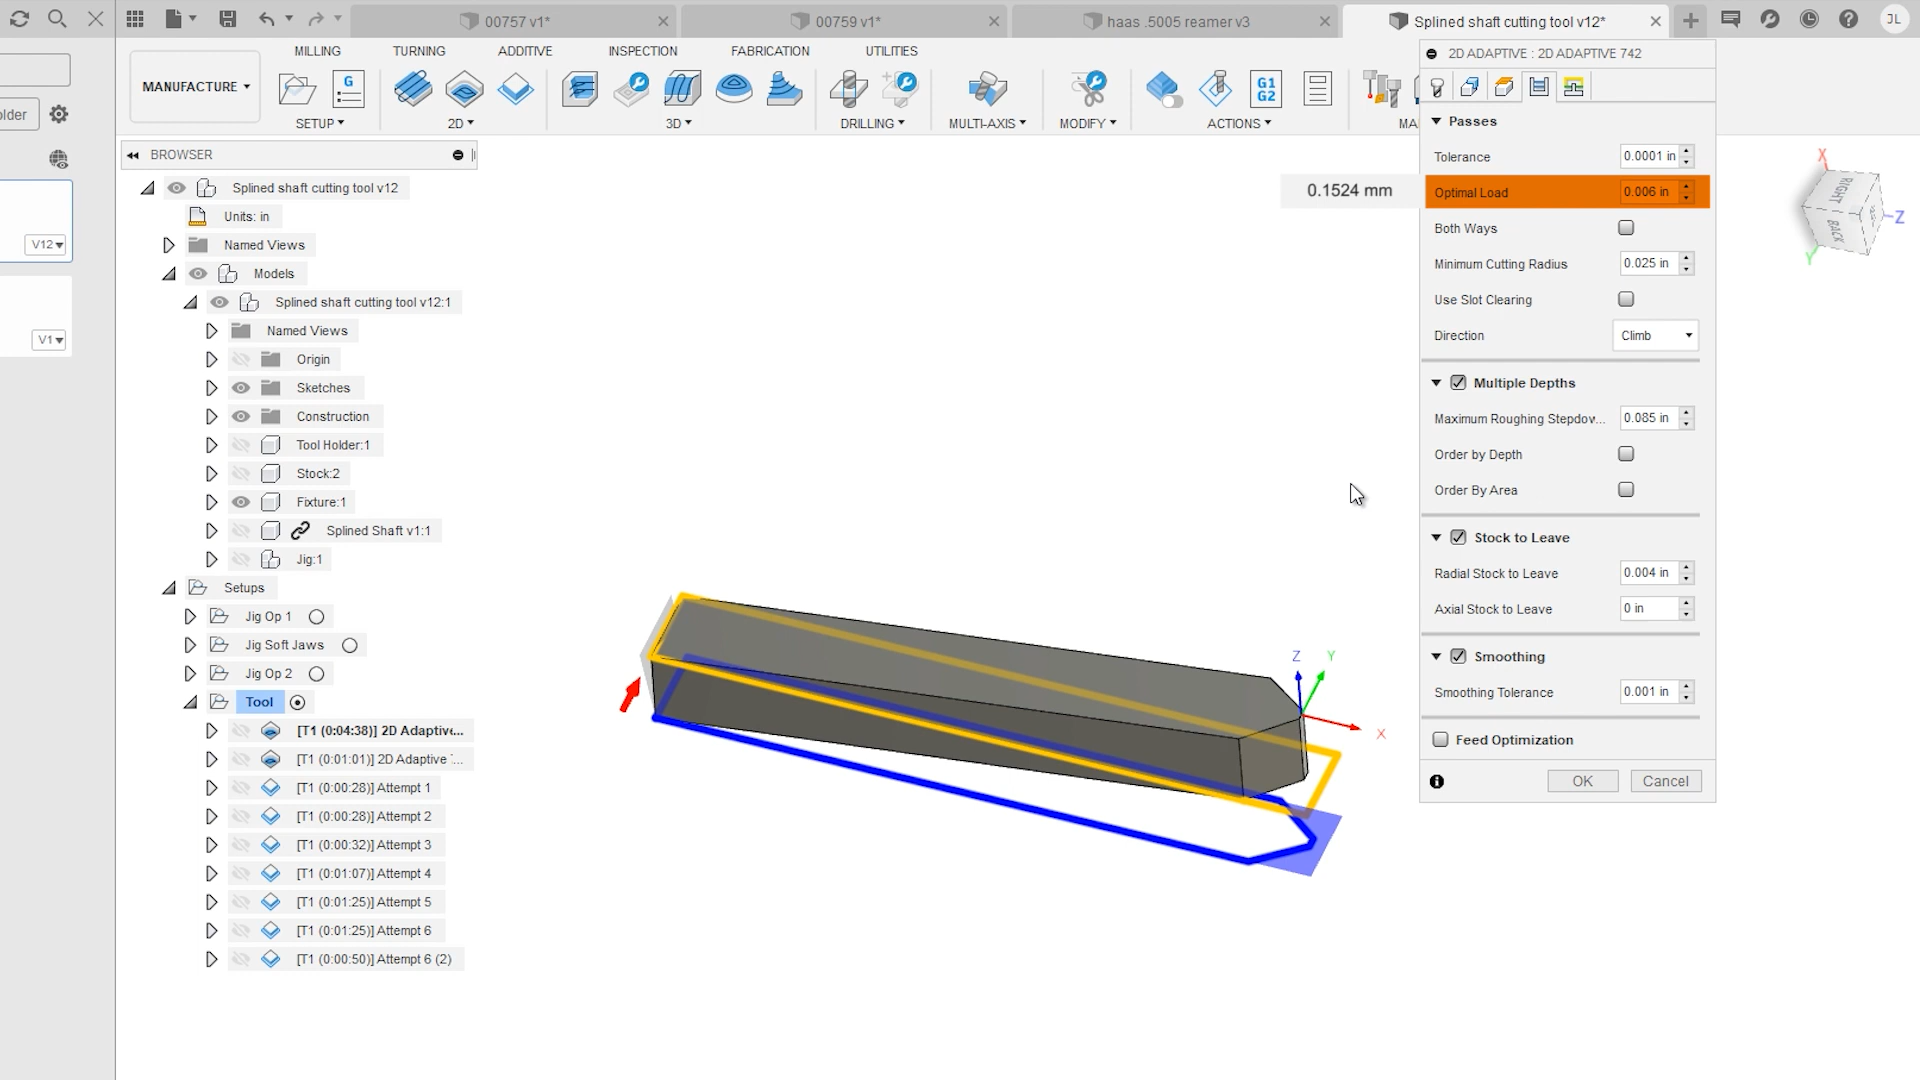 00757 v1*
00759 v1*
haas .5005 reamer v3
Splined shaft cutting tool v12*
JL
MILLING
TURNING
ADDITIVE
INSPECTION
FABRICATION
UTILITIES
MANUFACTURE
G
G1
G2
SETUP
2D
3D
DRILLING
MULTI-AXIS
MODIFY
ACTIONS
MA
older
V12
V1
BROWSER
Splined shaft cutting tool v12
Units: in
Named Views
Models
Splined shaft cutting tool v12:1
Named Views
Origin
Sketches
Construction
Tool Holder:1
Stock:2
Fixture:1
Splined Shaft v1:1
Jig:1
Setups
Jig Op 1
Jig Soft Jaws
Jig Op 2
Tool
[T1 (0:04:38)] 2D Adaptive...
[T1 (0:01:01)] 2D Adaptive ...
[T1 (0:00:28)] Attempt 1
[T1 (0:00:28)] Attempt 2
[T1 (0:00:32)] Attempt 3
[T1 (0:01:07)] Attempt 4
[T1 (0:01:25)] Attempt 5
[T1 (0:01:25)] Attempt 6
[T1 (0:00:50)] Attempt 6 (2)
Z
Y
X
2D ADAPTIVE : 2D ADAPTIVE 742
Passes
Tolerance 0.0001 in
0.1524 mm
Optimal Load 0.006 in
Both Ways
Minimum Cutting Radius 0.025 in
Use Slot Clearing
Direction Climb
Multiple Depths
Maximum Roughing Stepdow... 0.085 in
Order by Depth
Order By Area
Stock to Leave
Radial Stock to Leave 0.004 in
Axial Stock to Leave 0 in
Smoothing
Smoothing Tolerance 0.001 in
Feed Optimization
OK
Cancel
X
RIGHT
BACK
Z
Y